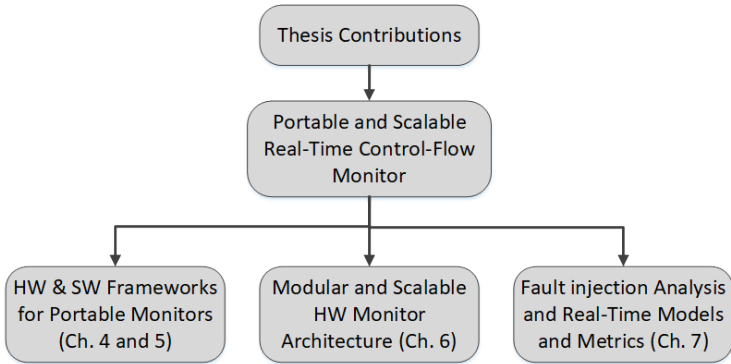 Thesis Contributions
Portable and Scalable
Real-Time Control-Flow
Monitor
HW & SW Frameworks
for Portable Monitors
(Ch. 4 and 5)
Modular and Scalable
HW Monitor
Architecture (Ch. 6)
Fault injection Analysis
and Real-Time Models
and Metrics (Ch. 7)